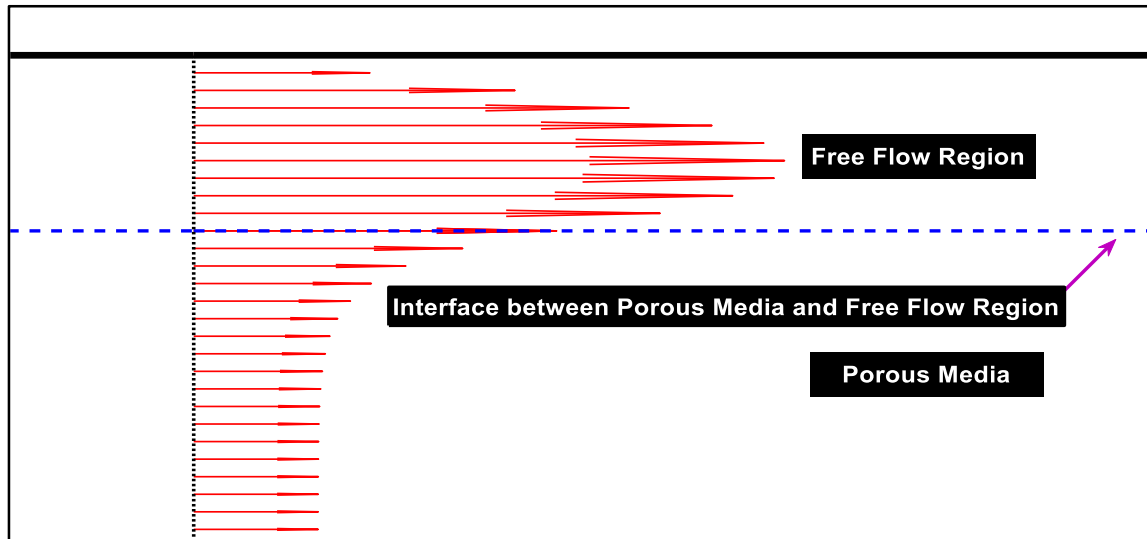 Free Flow Region
Interface between Porous Media and Free Flow Region
Porous Media